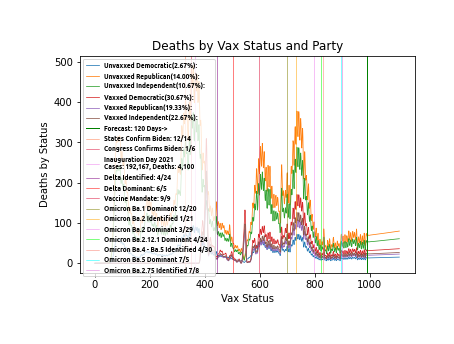 Deaths by Vax Status and Party
Deaths by Status
500
400
300
200
100
0
Unvaxxed Democratic(2.67%):
Unvaxxed Republican(14.00%):
Unvaxxed Independent(10.67%):
Vaxxed Democratic(30.67%):
Vaxxed Republican(19.33%):
Vaxxed Independent(22.67%):
Forecast: 120 Days->
States Confirm Biden: 12/14
Congress Confirms Biden: 1/6
Inauguration Day 2021
Cases: 192,167, Deaths: 4,100
Delta Identified: 4/24
Delta Dominant: 6/5
Vaccine Mandate: 9/9
Omicron Ba.1 Dominant 12/20
Omicron Ba.2 Identified 1/21
Omicron Ba.2 Dominant 3/29
Omicron Ba.2.12.1 Dominant 4/24
Omicron Ba.4 - Ba.5 Identified 4/30
Omicron Ba.5 Dominant 7/5
Omicron Ba.2.75 Identified 7/8
0 200 400 600 800 1000
Vax Status